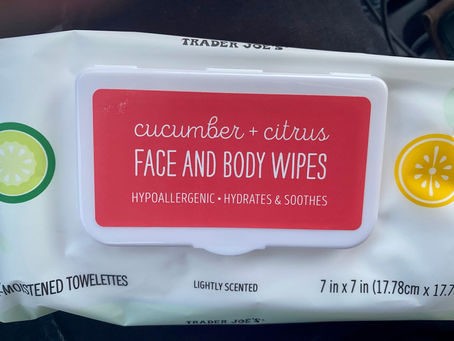 TRADER JOE'S
cucumber + citrus
FACE AND BODY WIPES
HYPOALLERGENIC • HYDRATES & SOOTHES
MOISTENED TOWELETTES
LIGHTLY SCENTED
7 in x 7 in (17.78cm x 17.7
TRADER JOE'S